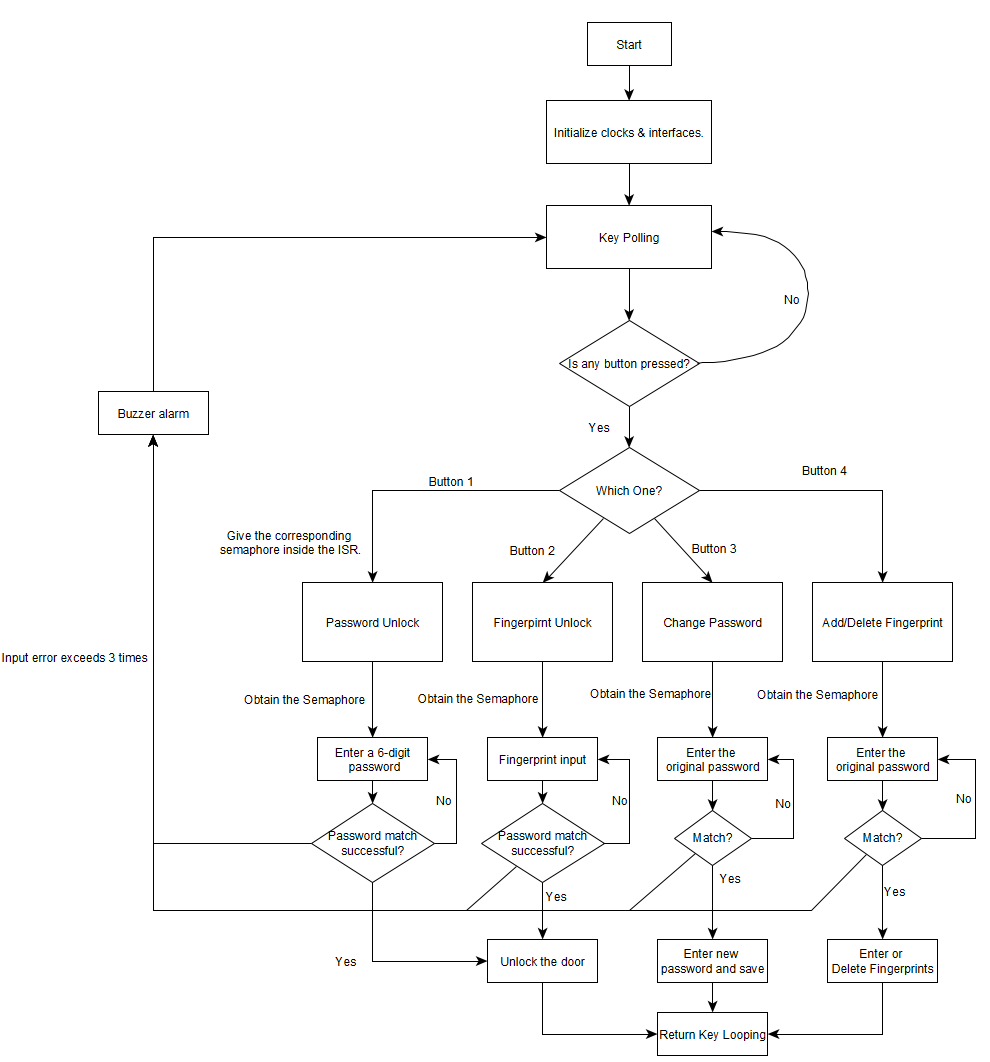 Start
Initialize clocks & interfaces.
Key Polling
No
Is any button pressed?
Buzzer alarm
Yes
Button 4
Button 1
Which One?
Give the corresponding
semaphore inside the ISR.
Button 2
Button 3
Password Unlock
Fingerpirnt Unlock
Change Password
Add/Delete Fingerprint
Input error exceeds 3 times
Obtain the Semaphore
Obtain the Semaphore
Obtain the Semaphore
Obtain the Semaphore
Enter a 6-digit
password
Fingerprint input
Enter the
original password
Enter the
original password
No
No
No
No
Password match
successful?
Password match
successful?
Match?
Match?
Yes
Yes
Yes
Yes
Unlock the door
Enter new
password and save
Enter or
Delete Fingerprints
Return Key Looping